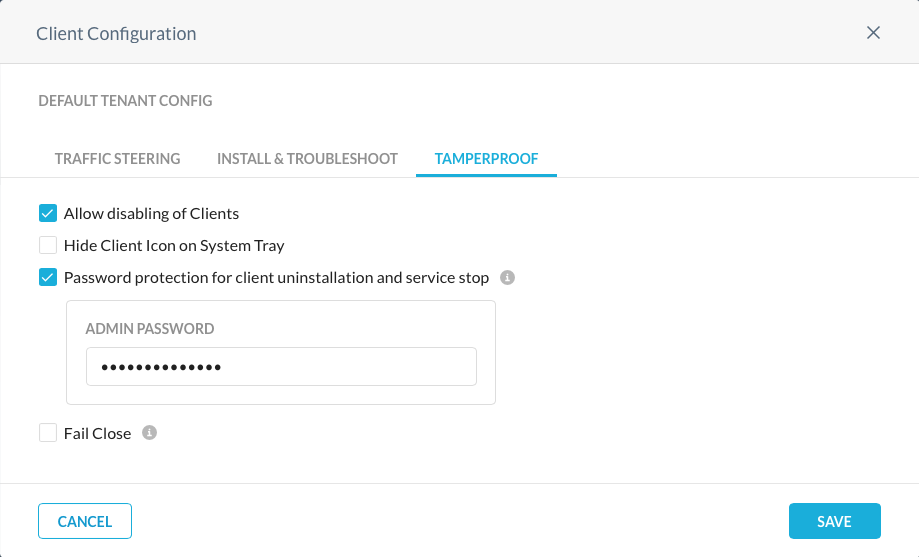 Client Configuration
DEFAULT TENANT CONFIG
TRAFFIC STEERING INSTALL & TROUBLESHOOT TAMPERPROOF
Allow disabling of Clients
Hide Client Icon on System Tray
Password protection for client uninstallation and service stop
ADMIN PASSWORD
••••••••••••••
Fail Close
CANCEL SAVE